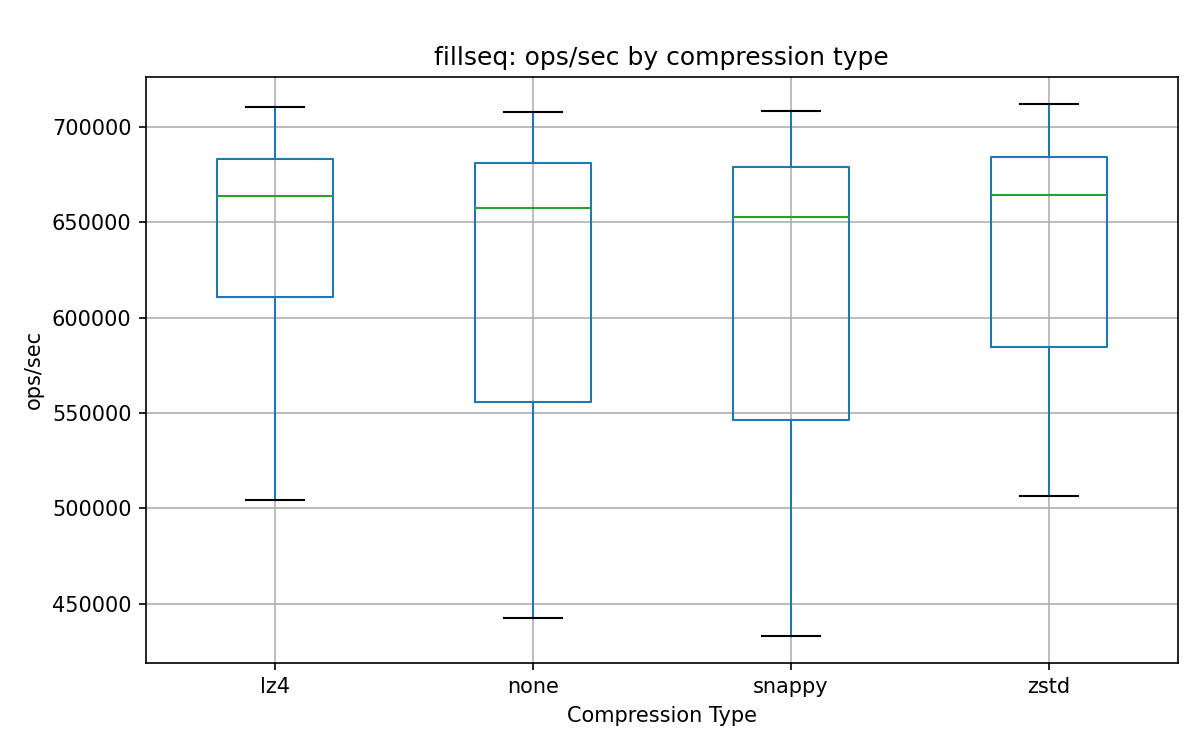 fillseq: ops/sec by compression type
700000
650000
600000
550000
500000
450000
ops/sec
lz4
none
snappy
zstd
Compression Type